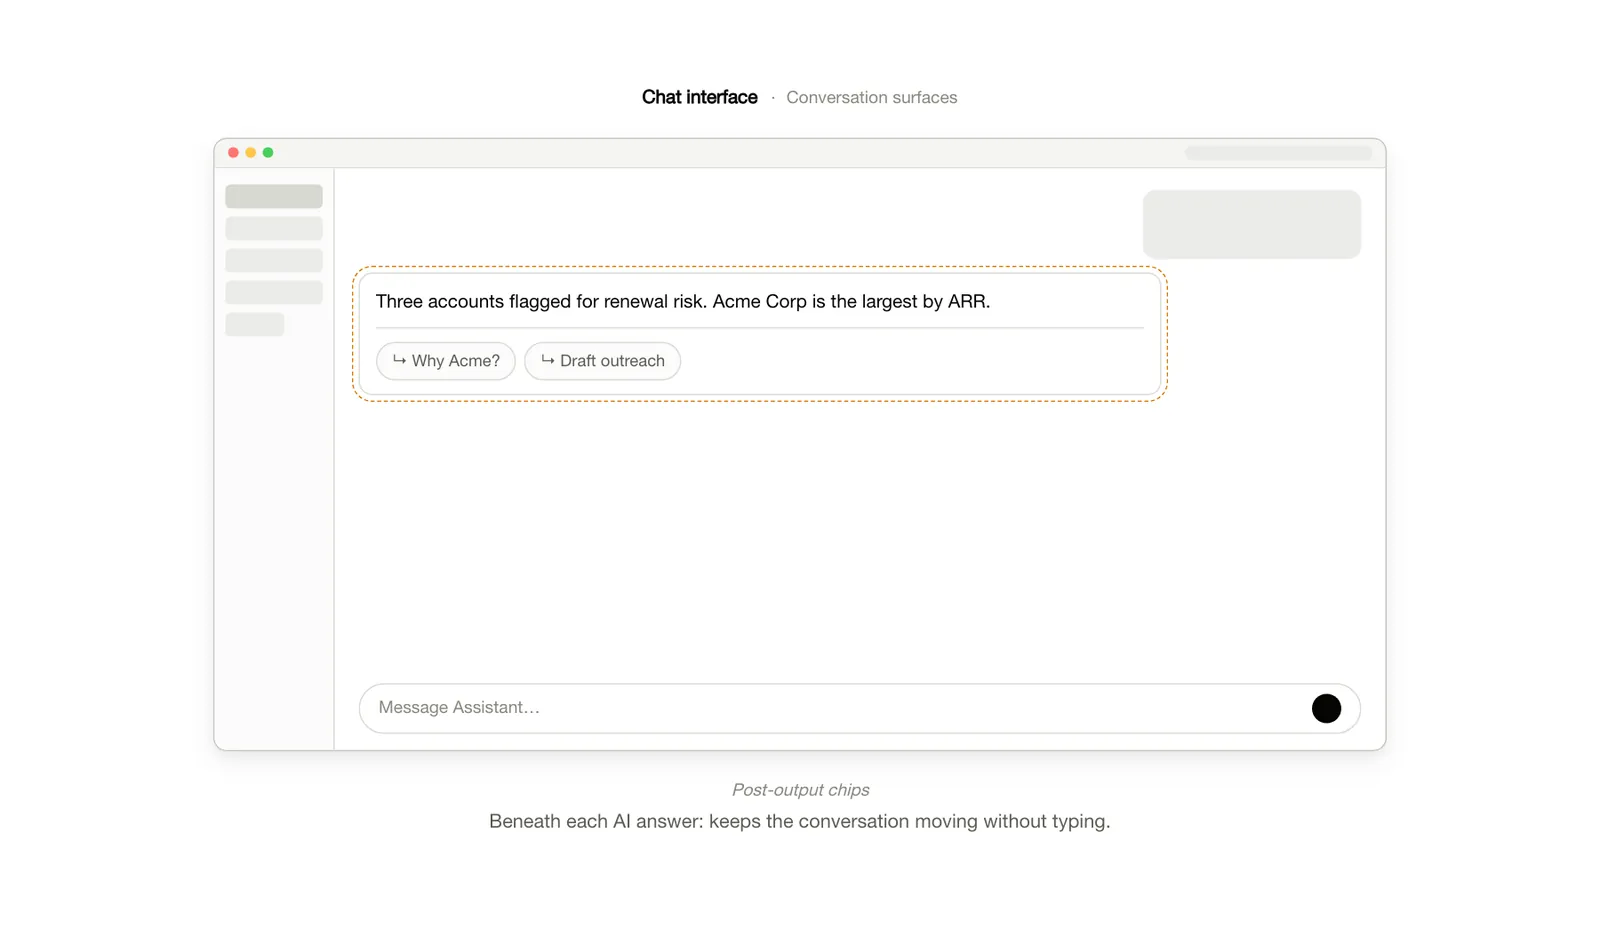 Chat interface · Conversation surfaces
Three accounts flagged for renewal risk. Acme Corp is the largest by ARR.
↳ Why Acme? ↳ Draft outreach
Message Assistant…
Post-output chips
Beneath each AI answer: keeps the conversation moving without typing.